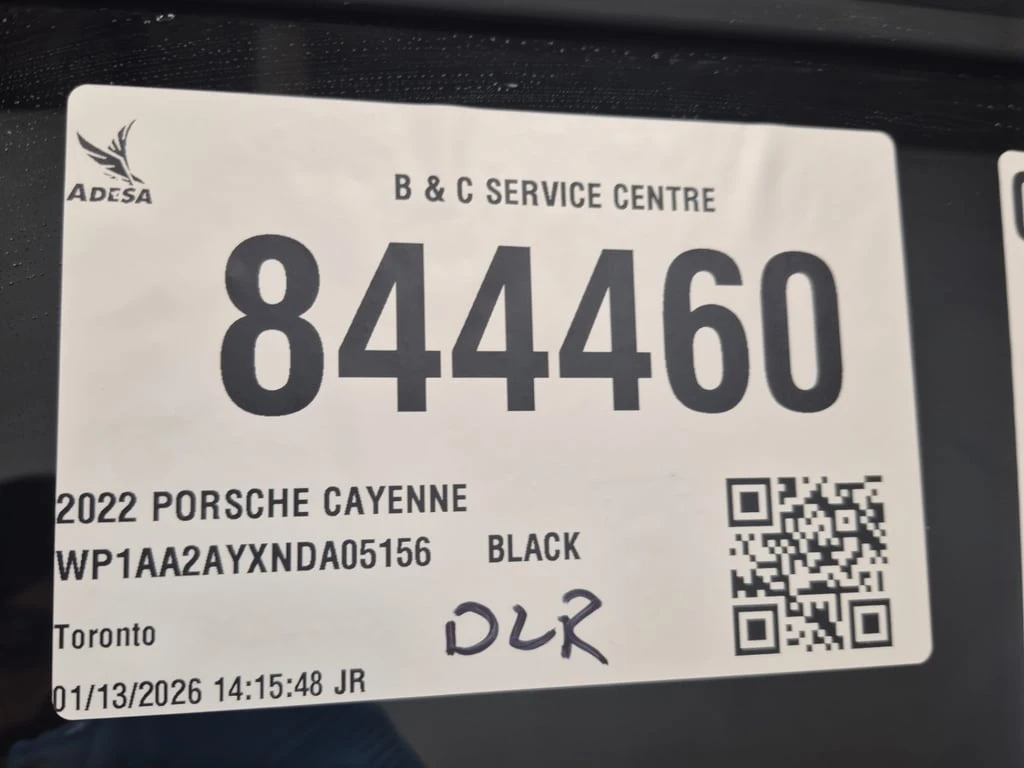 ADESA
B & C SERVICE CENTRE
844460
2022 PORSCHE CAYENNE
WP1AA2AYXNDA05156 BLACK
DLR
Toronto
01/13/2026 14:15:48 JR